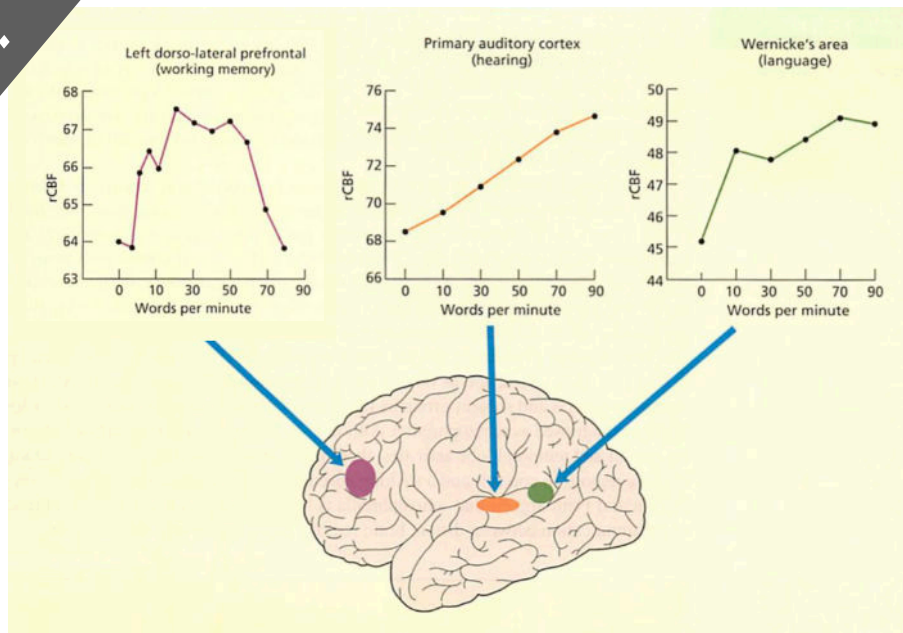 Left dorso-lateral prefrontal
(working memory)
68
67
66
65
64
63
rCBF
0 10 30 50 70 90
Words per minute
Primary auditory cortex
(hearing)
76
74
72
70
68
66
rCBF
0 10 30 50 70 90
Words per minute
Wernicke's area
(language)
50
49
48
47
46
45
44
rCBF
0 10 30 50 70 90
Words per minute